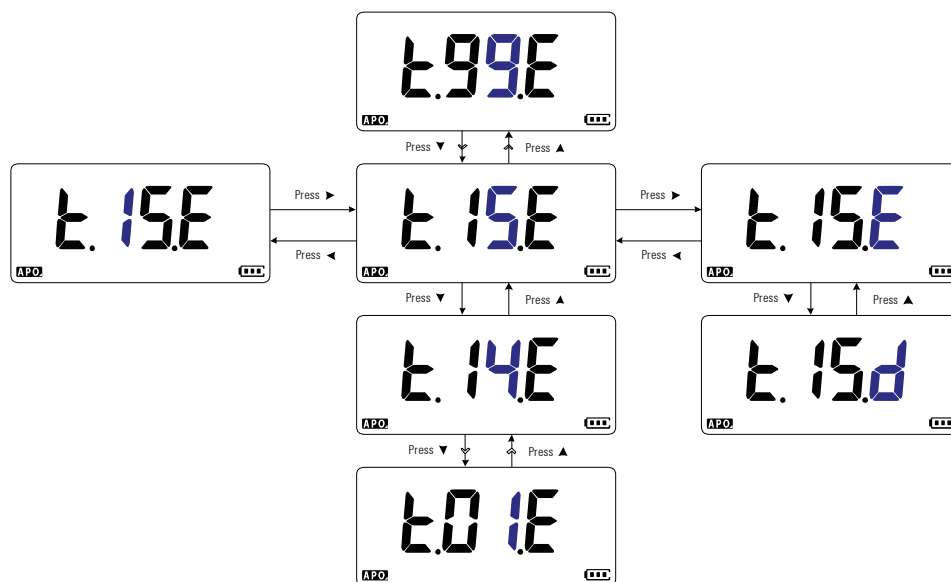 t.99.E
APO
Press ▼
Press ▲
t.15.E
APO
Press ►
Press ◄
t.15.E
APO
Press ►
Press ◄
t.15.E
APO
Press ▼
Press ▲
Press ▼
Press ▲
t.14.E
APO
t.15.d
APO
Press ▼
Press ▲
t.01.E
APO